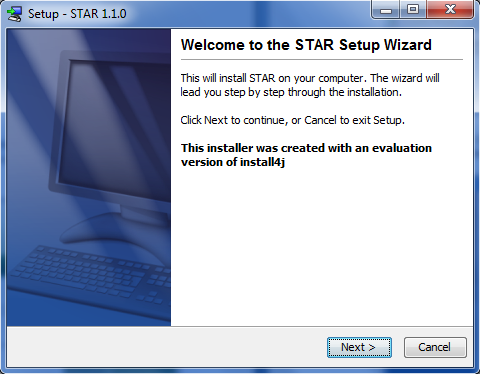 Setup - STAR 1.1.0
Welcome to the STAR Setup Wizard
This will install STAR on your computer. The wizard will
lead you step by step through the installation.
Click Next to continue, or Cancel to exit Setup.
This installer was created with an evaluation
version of install4j
Next >
Cancel